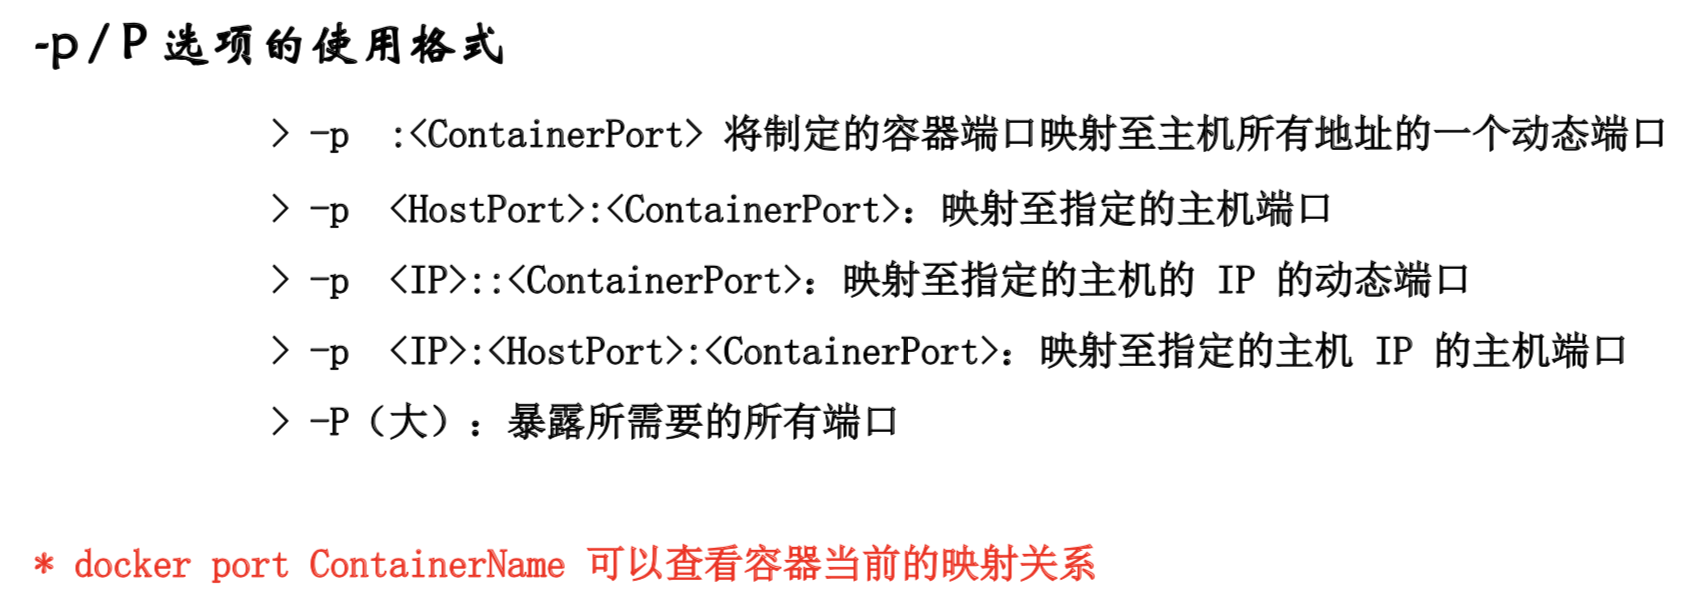 -p / P 选项的使用格式
> -p  :<ContainerPort> 将制定的容器端口映射至主机所有地址的一个动态端口
> -p  <HostPort>:<ContainerPort>：映射至指定的主机端口
> -p  <IP>::<ContainerPort>：映射至指定的主机的 IP 的动态端口
> -p  <IP>:<HostPort>:<ContainerPort>：映射至指定的主机 IP 的主机端口
> -P（大）：暴露所需要的所有端口
* docker port ContainerName 可以查看容器当前的映射关系